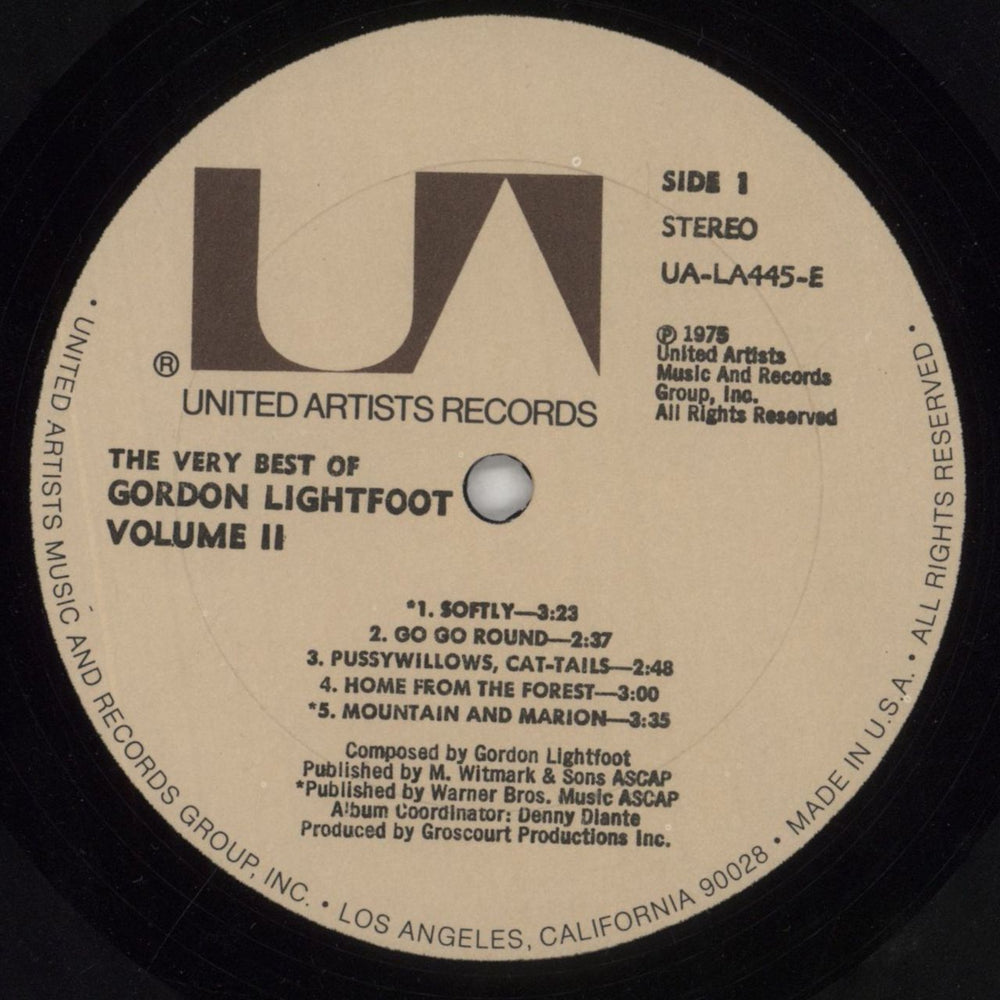 UA
®
UNITED ARTISTS RECORDS
SIDE 1
STEREO
UA-LA445-E
℗ 1975
United Artists
Music And Records
Group, Inc.
All Rights Reserved
THE VERY BEST OF
GORDON LIGHTFOOT
VOLUME II
*1. SOFTLY—3:23
2. GO GO ROUND—2:37
3. PUSSYWILLOWS, CAT-TAILS—2:48
4. HOME FROM THE FOREST—3:00
*5. MOUNTAIN AND MARION—3:35
Composed by Gordon Lightfoot
Published by M. Witmark & Sons ASCAP
*Published by Warner Bros. Music ASCAP
Album Coordinator: Denny Diante
Produced by Groscourt Productions Inc.
• UNITED ARTISTS MUSIC AND RECORDS GROUP, INC. • LOS ANGELES, CALIFORNIA 90028 • MADE IN U.S.A. • ALL RIGHTS RESERVED •